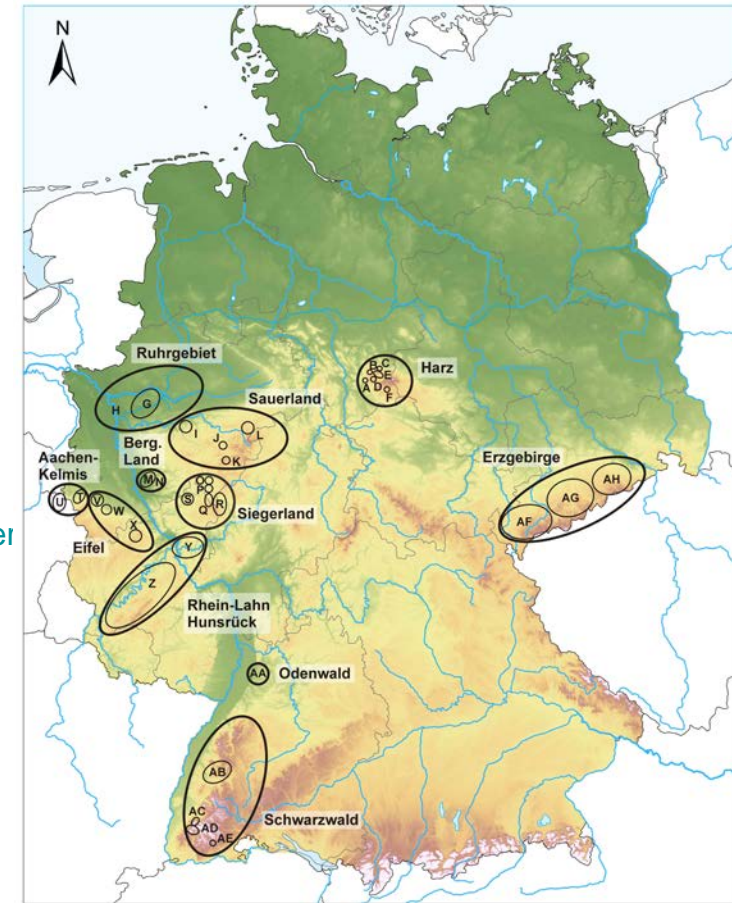 N
Ruhrgebiet
H
G
Harz
A
B
C
D
E
F
Sauerland
I
J
K
L
Berg.
Land
M
N
Aachen-
Kelmis
U
T
V
W
X
Eifel
P
S
Q
R
Siegerland
Erzgebirge
AF
AG
AH
er
Y
Z
Rhein-Lahn
Hunsrück
AA
Odenwald
AB
AC
AD
AE
Schwarzwald